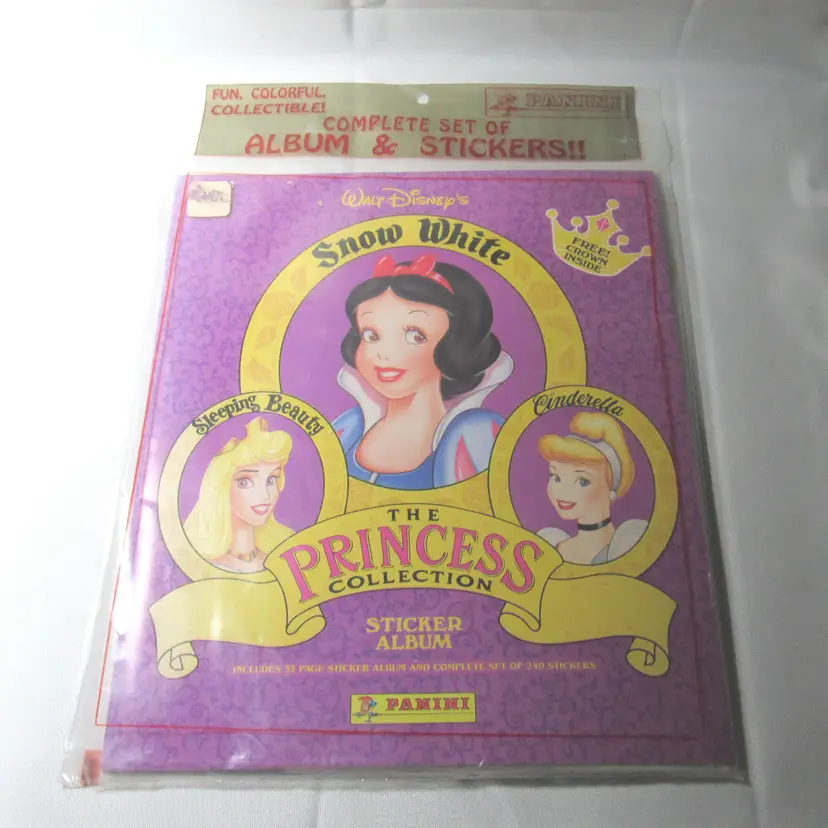 FUN, COLORFUL,
COLLECTIBLE!
PANINI
COMPLETE SET OF
ALBUM & STICKERS!!
WALT DISNEY'S
Snow White
FREE!
CROWN
INSIDE
Sleeping Beauty
Cinderella
THE
PRINCESS
COLLECTION
STICKER
ALBUM
INCLUDES 32 PAGE STICKER ALBUM AND COMPLETE SET OF 240 STICKERS
PANINI